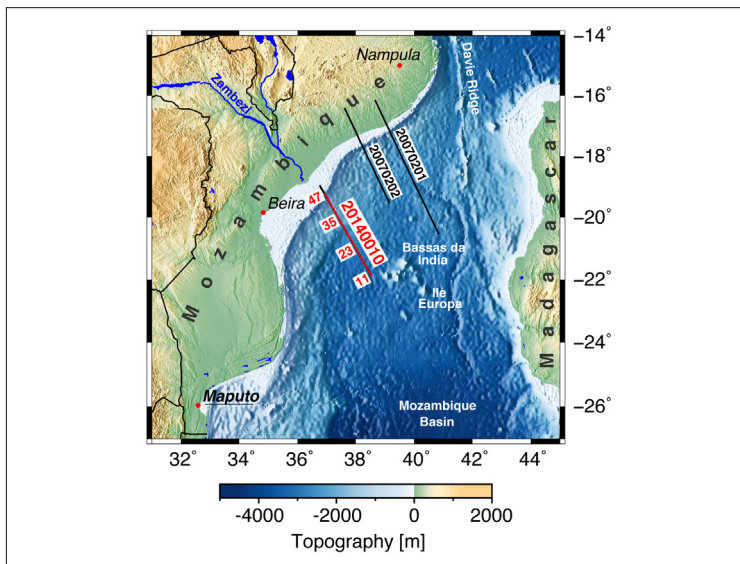 Nampula
Davie Ridge
Zambezi
Mozambique
20070201
20070202
Beira
47
35
23
11
20140010
Bassas da
India
Ile
Europa
Madagascar
Maputo
Mozambique
Basin
−14°
−16°
−18°
−20°
−22°
−24°
−26°
32 34 36 38 40 42 44
-4000 -2000 0 2000
Topography [m]